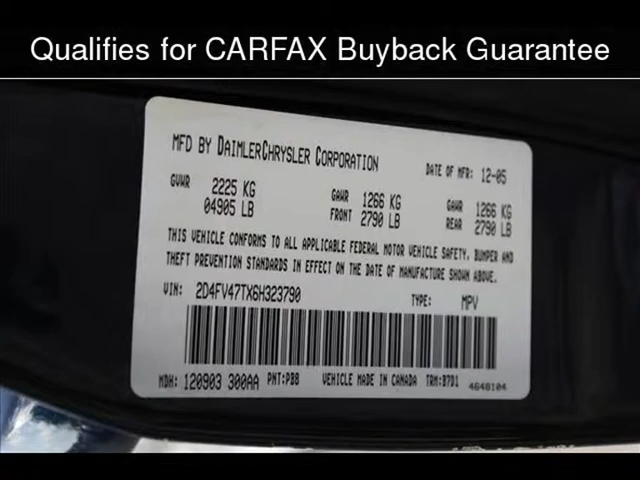 Qualifies for CARFAX Buyback Guarantee
MFD BY DAIMLERCHRYSLER CORPORATION DATE OF MFR: 12-05
GVWR 2225 KG GAWR 1266 KG GAWR 1266 KG
04905 LB FRONT 2790 LB REAR 2790 LB
THIS VEHICLE CONFORMS TO ALL APPLICABLE FEDERAL MOTOR VEHICLE SAFETY, BUMPER AND
THEFT PREVENTION STANDARDS IN EFFECT ON THE DATE OF MANUFACTURE SHOWN ABOVE.
VIN: 2D4FV47TX6H323790 TYPE: MPV
MDH: 120903 300AA PNT:PB8 VEHICLE MADE IN CANADA TRM:B7D1 4648104